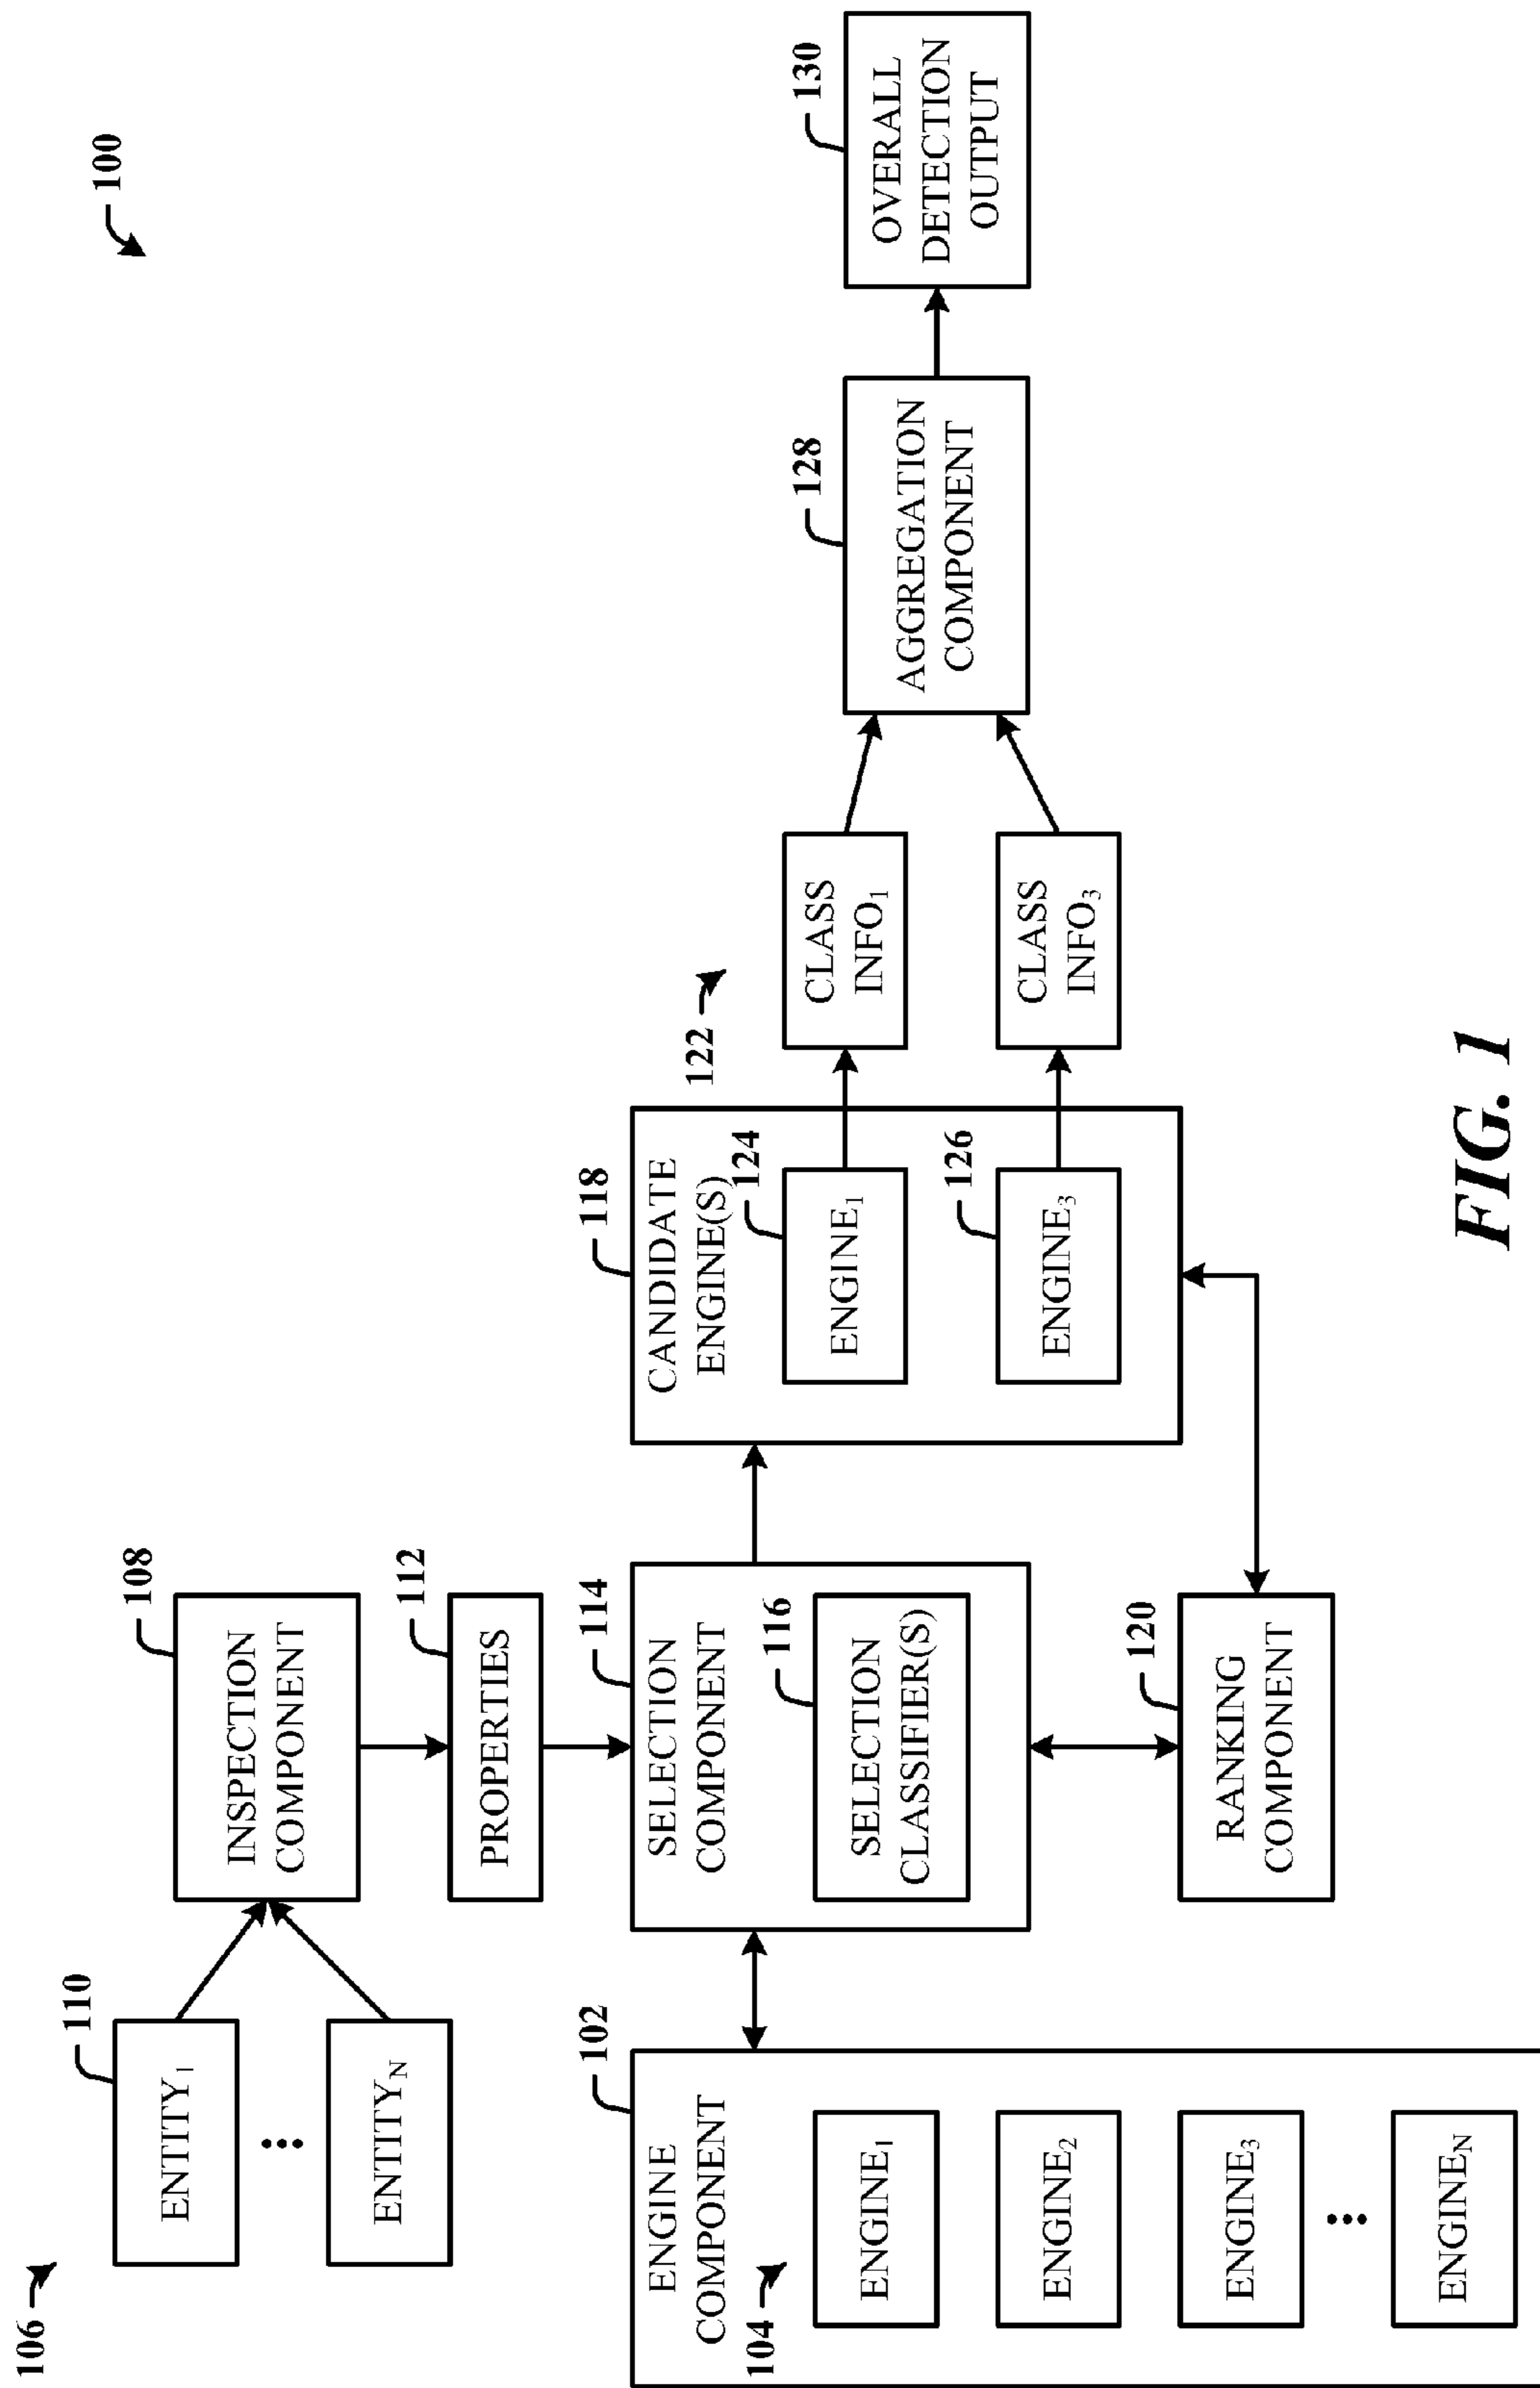 100
106
110
ENTITY1
ENTITYN
108
INSPECTION
COMPONENT
112
PROPERTIES
102
ENGINE
COMPONENT
104
ENGINE1
ENGINE2
ENGINE3
ENGINEN
114
SELECTION
COMPONENT
116
SELECTION
CLASSIFIER(S)
120
RANKING
COMPONENT
118
CANDIDATE
ENGINE(S)
124
ENGINE1
126
ENGINE3
122
CLASS
INFO1
CLASS
INFO3
128
AGGREGATION
COMPONENT
130
OVERALL
DETECTION
OUTPUT
FIG. 1